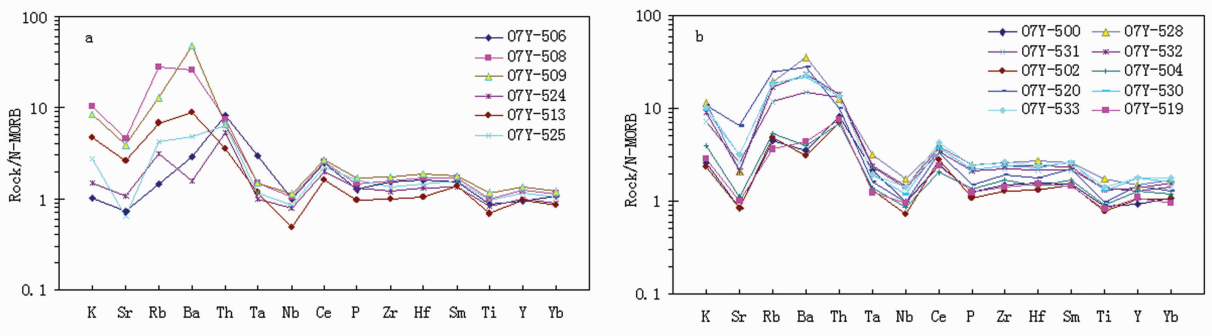 100
10
1
0.1
Rock/N-MORB
a
07Y-506
07Y-508
07Y-509
07Y-524
07Y-513
07Y-525
K Sr Rb Ba Th Ta Nb Ce P Zr Hf Sm Ti Y Yb
100
10
1
0.1
Rock/N-MORB
b
07Y-500 07Y-528
07Y-531 07Y-532
07Y-502 07Y-504
07Y-520 07Y-530
07Y-533 07Y-519
K Sr Rb Ba Th Ta Nb Ce P Zr Hf Sm Ti Y Yb